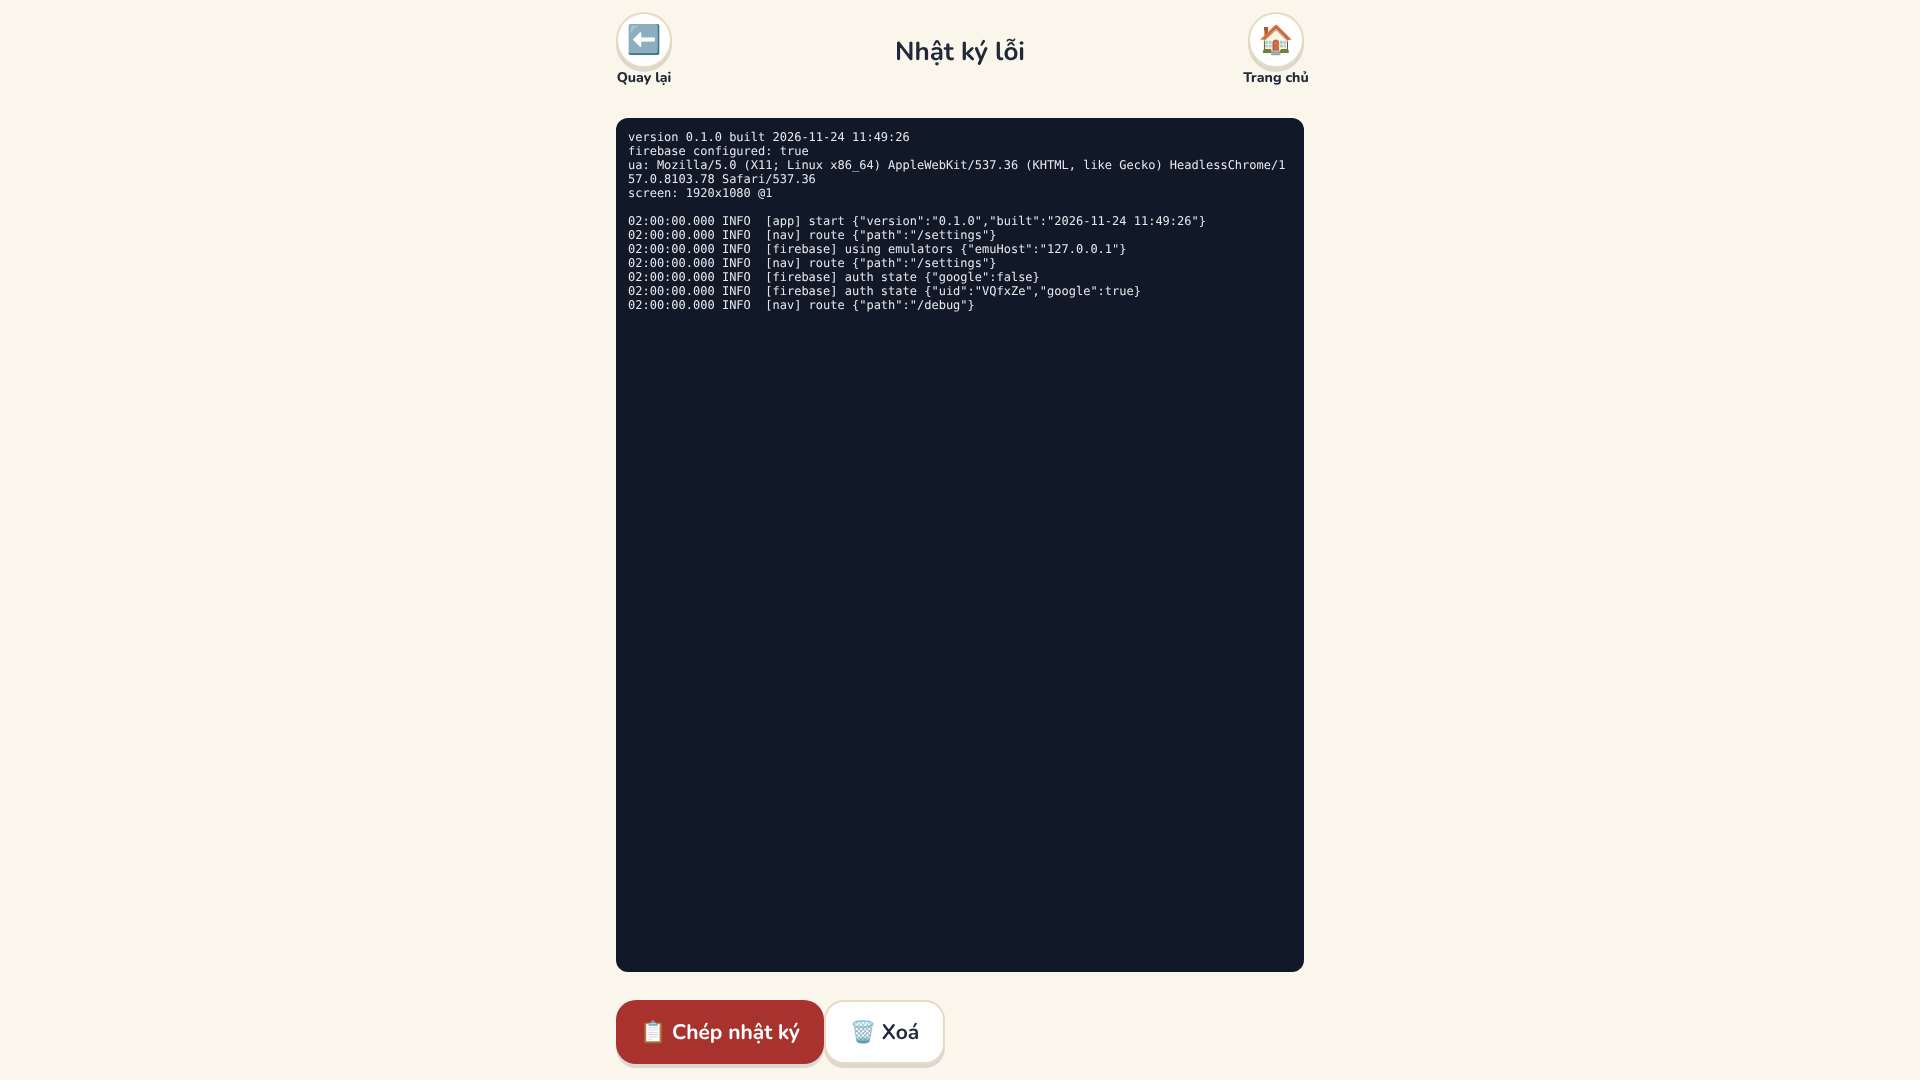 Quay lại
Nhật ký lỗi
Trang chủ
version 0.1.0 built 2026-11-24 11:49:26
firebase configured: true
ua: Mozilla/5.0 (X11; Linux x86_64) AppleWebKit/537.36 (KHTML, like Gecko) HeadlessChrome/1
57.0.8103.78 Safari/537.36
screen: 1920x1080 @1
02:00:00.000 INFO  [app] start {"version":"0.1.0","built":"2026-11-24 11:49:26"}
02:00:00.000 INFO  [nav] route {"path":"/settings"}
02:00:00.000 INFO  [firebase] using emulators {"emuHost":"127.0.0.1"}
02:00:00.000 INFO  [nav] route {"path":"/settings"}
02:00:00.000 INFO  [firebase] auth state {"google":false}
02:00:00.000 INFO  [firebase] auth state {"uid":"VQfxZe","google":true}
02:00:00.000 INFO  [nav] route {"path":"/debug"}
Chép nhật ký
Xoá